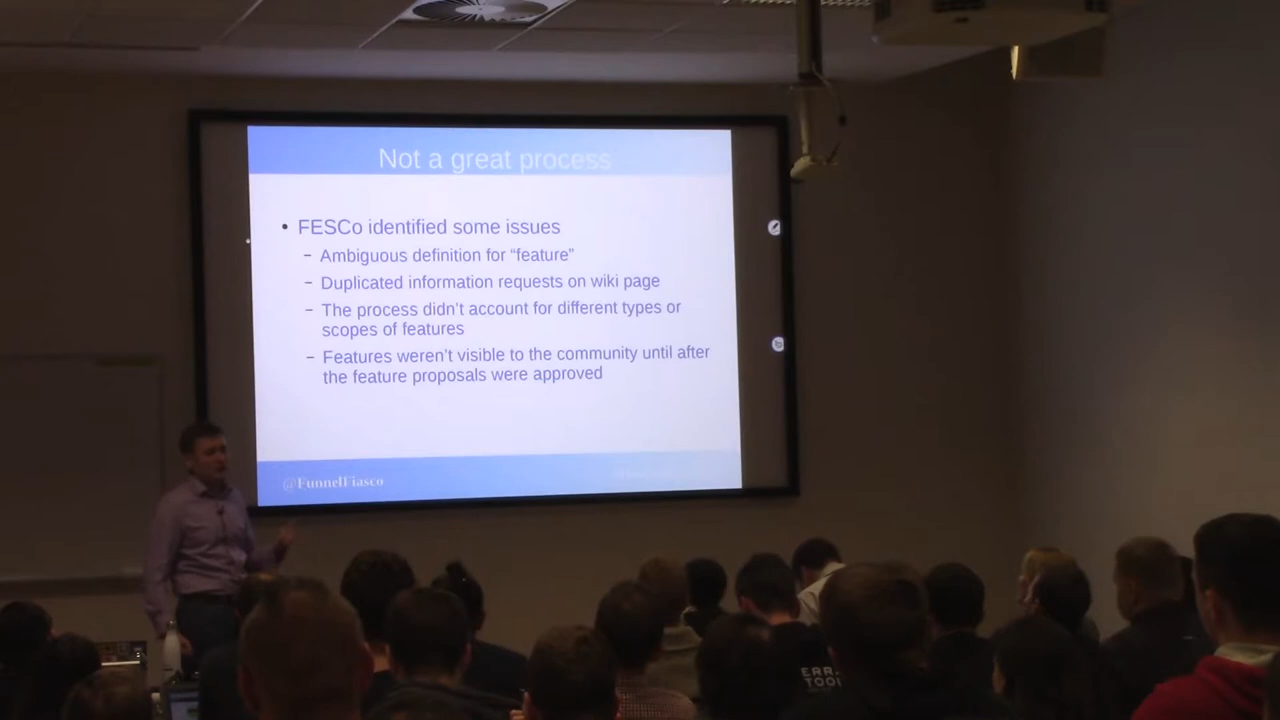 Not a great process
• FESCo identified some issues
– Ambiguous definition for “feature”
– Duplicated information requests on wiki page
– The process didn’t account for different types or
scopes of features
– Features weren’t visible to the community until after
the feature proposals were approved
@FunnelFiasco
ERRA
TOOL